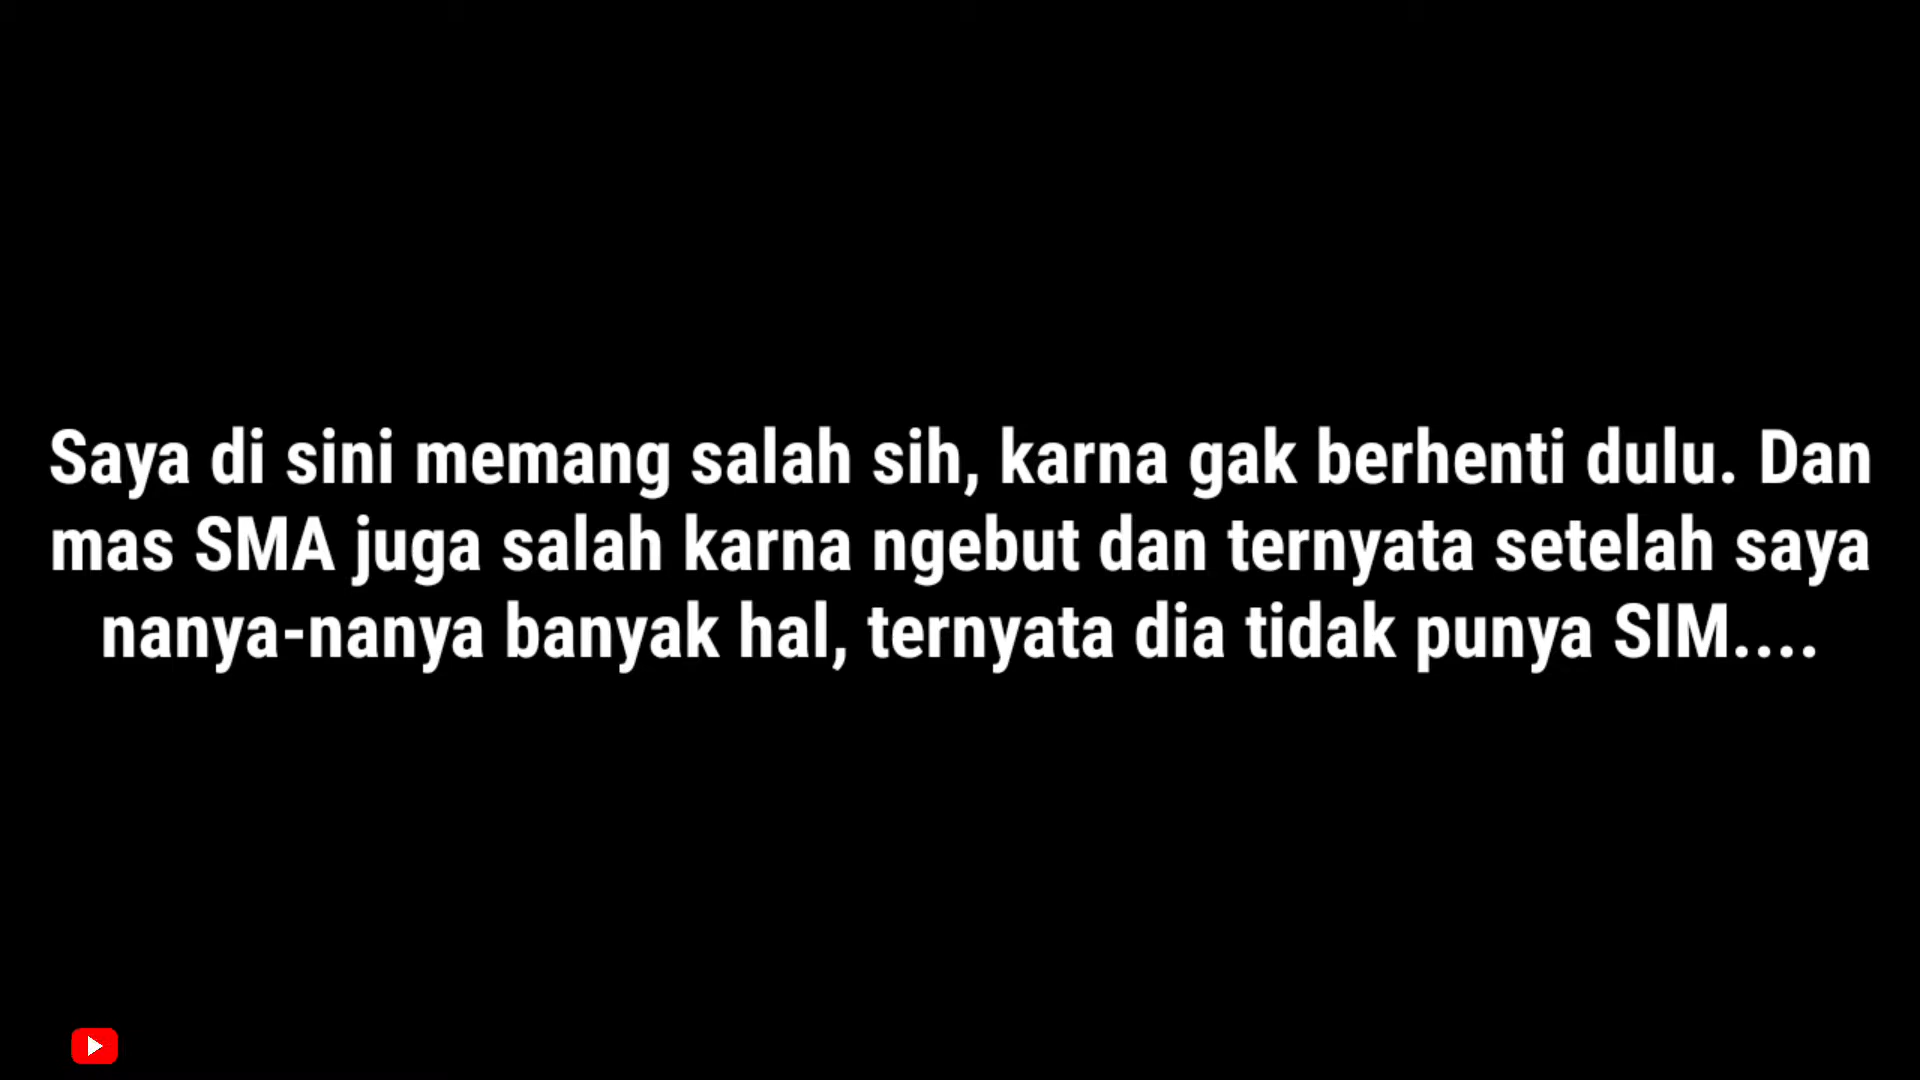 Saya di sini memang salah sih, karna gak berhenti dulu. Dan
mas SMA juga salah karna ngebut dan ternyata setelah saya
nanya-nanya banyak hal, ternyata dia tidak punya SIM....